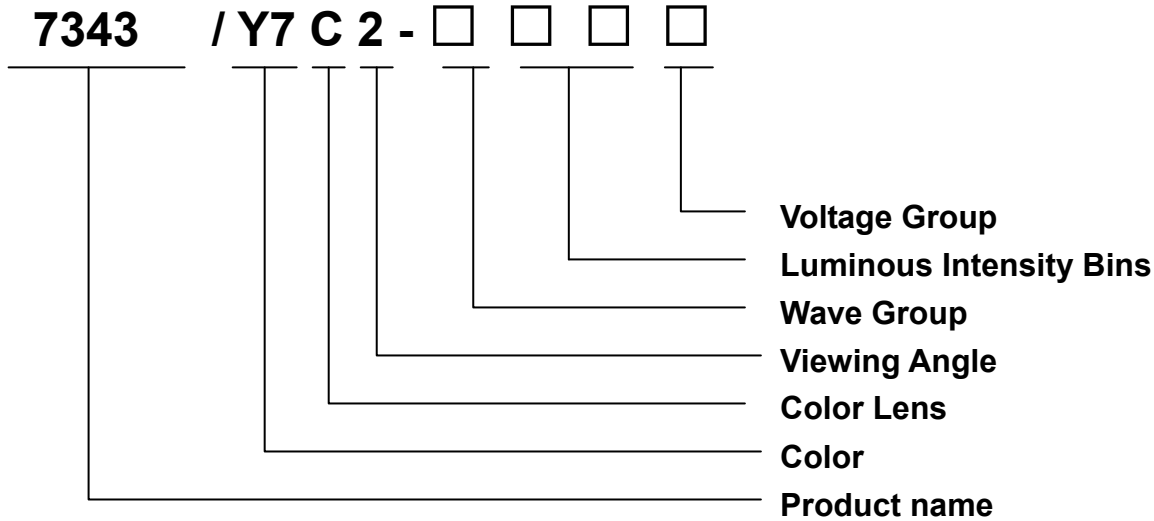 7343 / Y7 C 2 - □ □ □ □
Voltage Group
Luminous Intensity Bins
Wave Group
Viewing Angle
Color Lens
Color
Product name